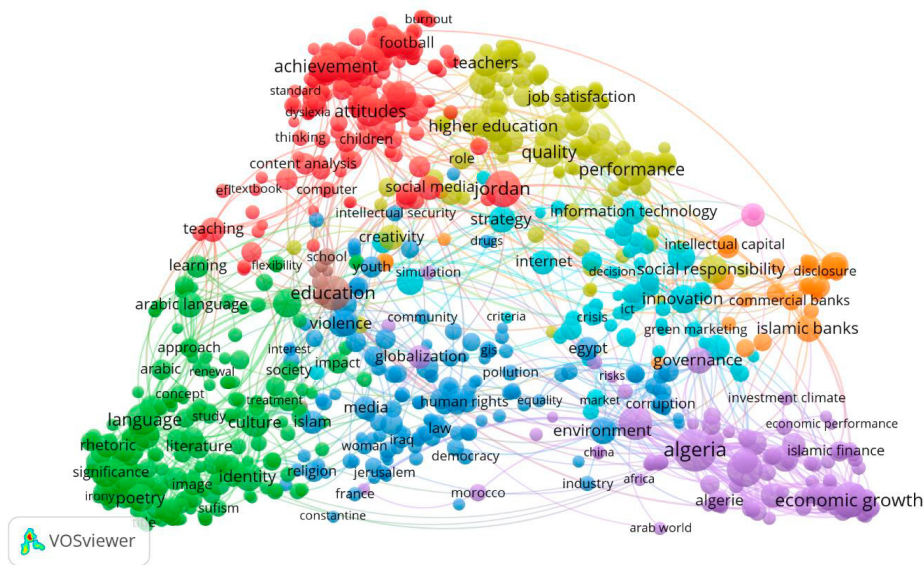 burnout
football
achievement
teachers
standard
job satisfaction
dyslexia
attitudes
higher education
thinking
children
quality
role
content analysis
performance
efl
textbook
computer
social media
jordan
intellectual security
strategy
information technology
teaching
creativity
drugs
intellectual capital
school
learning
flexibility
youth
simulation
internet
decision
social responsibility
disclosure
education
arabic language
innovation
commercial banks
ict
community
criteria
crisis
violence
green marketing
islamic banks
approach
interest
impact
globalization
gis
egypt
governance
arabic
renewal
society
pollution
risks
concept
treatment
media
human rights
equality
market
corruption
investment climate
language
study
culture
islam
law
environment
economic performance
rhetoric
literature
woman
iraq
democracy
china
algeria
islamic finance
significance
image
identity
religion
jerusalem
industry
africa
irony
poetry
sufism
france
morocco
algerie
economic growth
constantine
arab world
VOSviewer